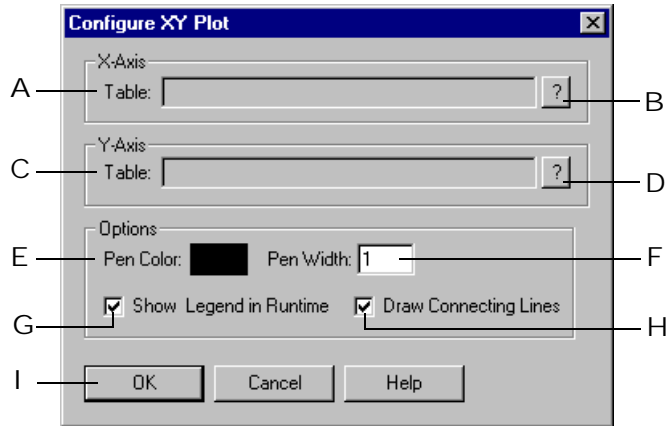 Configure XY Plot
X-Axis
A Table: ? B
Y-Axis
C Table: ? D
Options
E Pen Color: Pen Width: 1 F
Show Legend in Runtime Draw Connecting Lines
G H
I OK Cancel Help